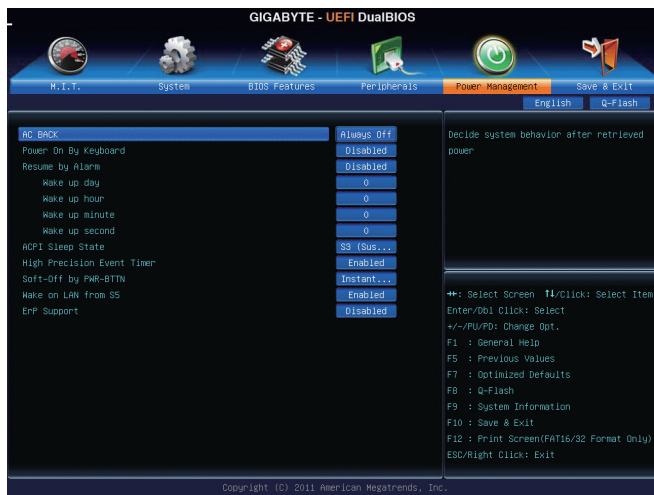 GIGABYTE - UEFI DualBIOS
M.I.T.
System
BIOS Features
Peripherals
Power Management
Save & Exit
English
Q-Flash
AC BACK Always Off
Power On By Keyboard Disabled
Resume by Alarm Disabled
Wake up day 0
Wake up hour 0
Wake up minute 0
Wake up second 0
ACPI Sleep State S3 (Sus...
High Precision Event Timer Enabled
Soft-Off by PWR-BTTN Instant...
Wake on LAN from S5 Enabled
ErP Support Disabled
Decide system behavior after retrieved
power
↔: Select Screen ↑↓/Click: Select Item
Enter/Dbl Click: Select
+/-/PU/PD: Change Opt.
F1 : General Help
F5 : Previous Values
F7 : Optimized Defaults
F8 : Q-Flash
F9 : System Information
F10 : Save & Exit
F12 : Print Screen(FAT16/32 Format Only)
ESC/Right Click: Exit
Copyright (C) 2011 American Megatrends, Inc.